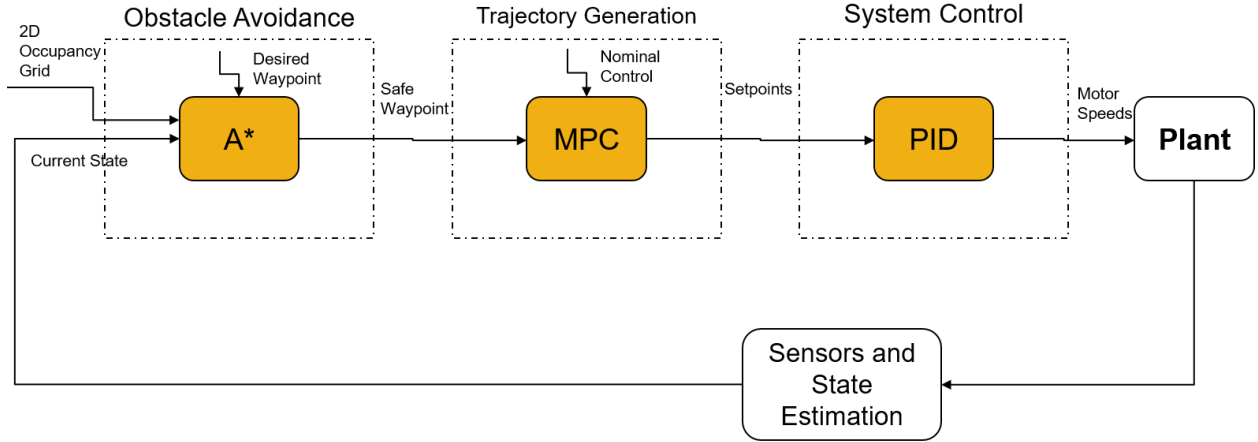 Obstacle Avoidance
Trajectory Generation
System Control
2D
Occupancy
Grid
Desired
Waypoint
Safe
Waypoint
Nominal
Control
Setpoints
Motor
Speeds
A*
MPC
PID
Plant
Current State
Sensors and
State
Estimation